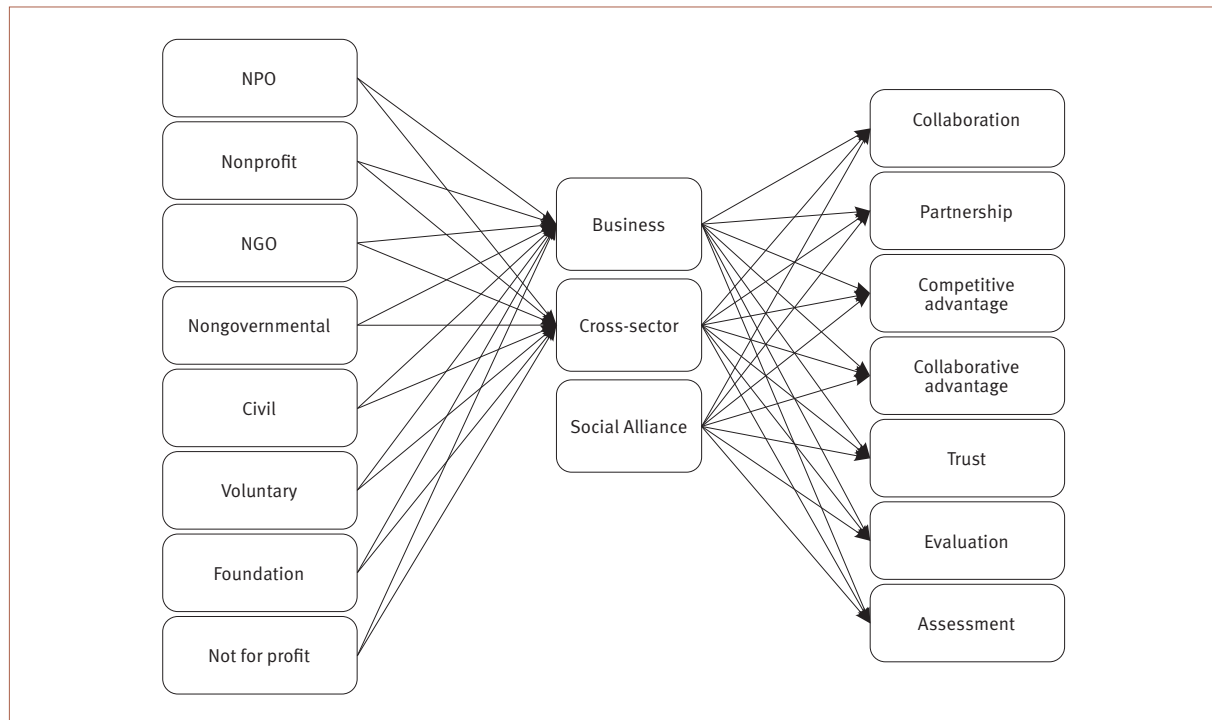 NPO
Nonprofit
NGO
Nongovernmental
Civil
Voluntary
Foundation
Not for profit
Business
Cross-sector
Social Alliance
Collaboration
Partnership
Competitive
advantage
Collaborative
advantage
Trust
Evaluation
Assessment